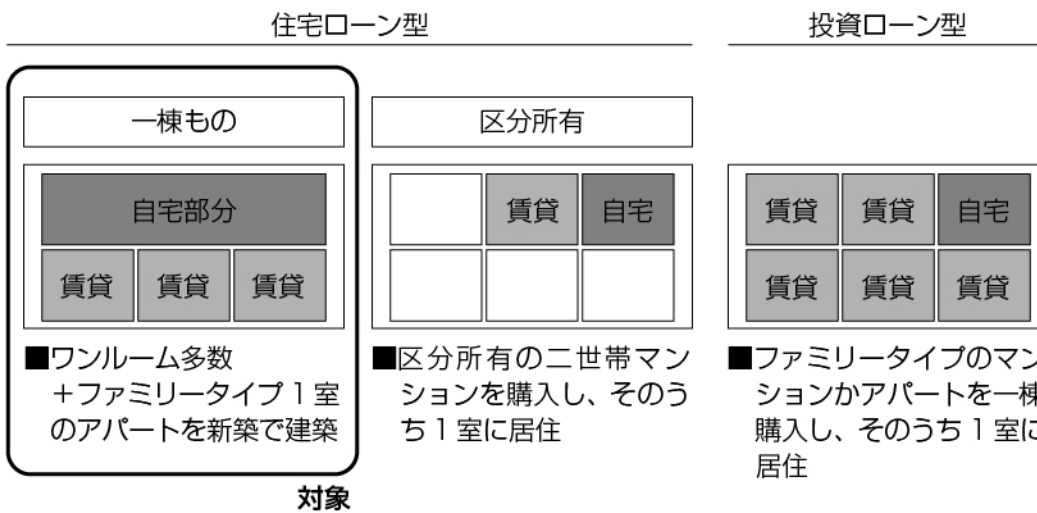 住宅ローン型
投資ローン型
一棟もの
区分所有
自宅部分
賃貸 賃貸 賃貸
賃貸 自宅
賃貸 賃貸 自宅
賃貸 賃貸 賃貸
■ワンルーム多数
+ファミリータイプ1室
のアパートを新築で建築
■区分所有の二世帯マン
ションを購入し、そのう
ち1室に居住
■ファミリータイプのマン
ションかアパートを一棟
購入し、そのうち1室に
居住
対象